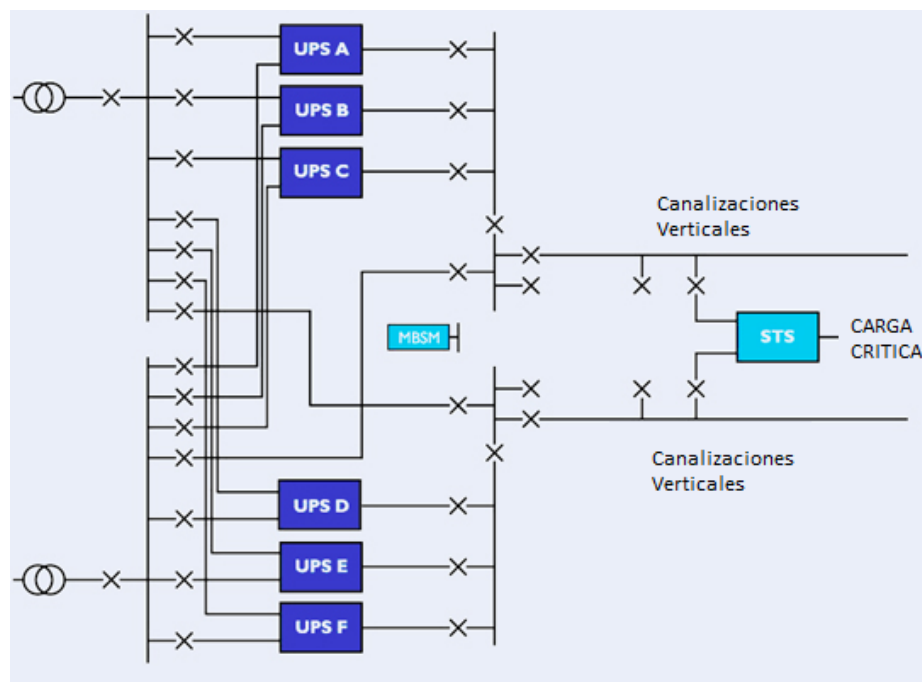 UPS A
UPS B
UPS C
Canalizaciones
Verticales
MBSM
STS
CARGA
CRITICA
Canalizaciones
Verticales
UPS D
UPS E
UPS F